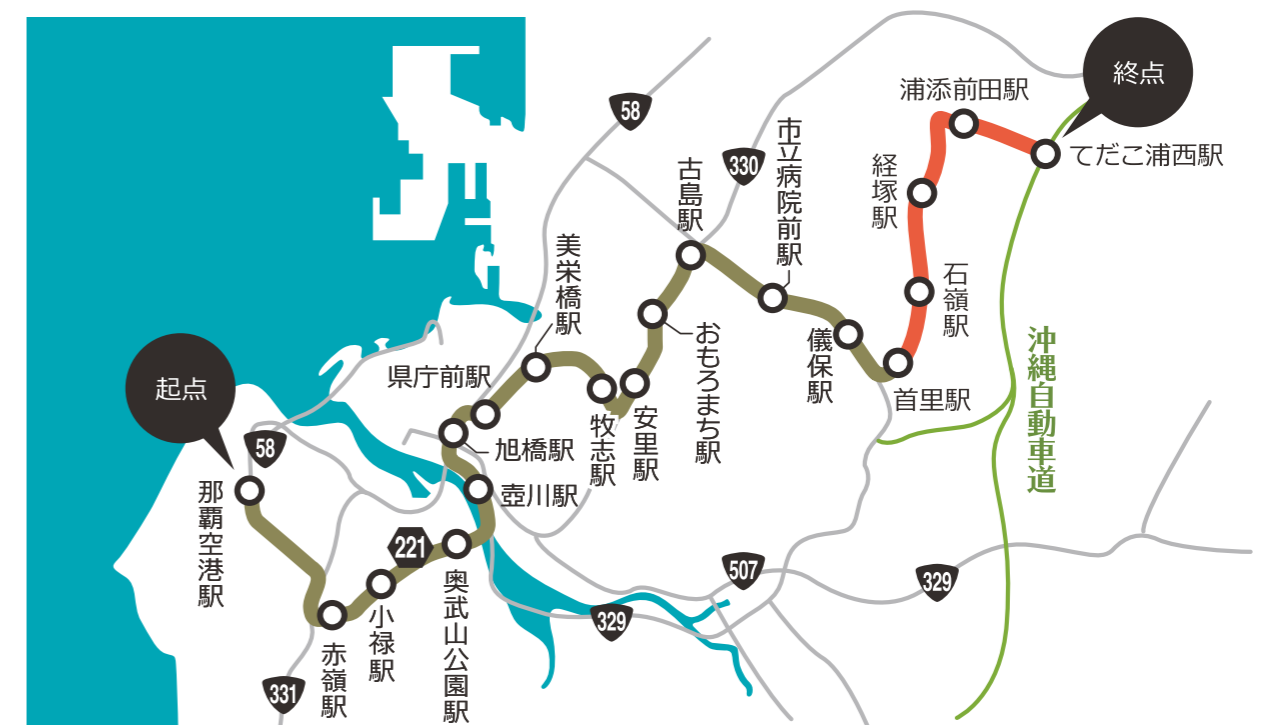 終点
浦添前田駅
58
てだこ浦西駅
330
市立病院前駅
古島駅
経塚駅
美栄橋駅
石嶺駅
おもろまち駅
沖縄自動車道
儀保駅
起点
県庁前駅
首里駅
牧志駅
安里駅
58
旭橋駅
那覇空港駅
壺川駅
221
奥武山公園駅
507
329
小禄駅
329
赤嶺駅
331